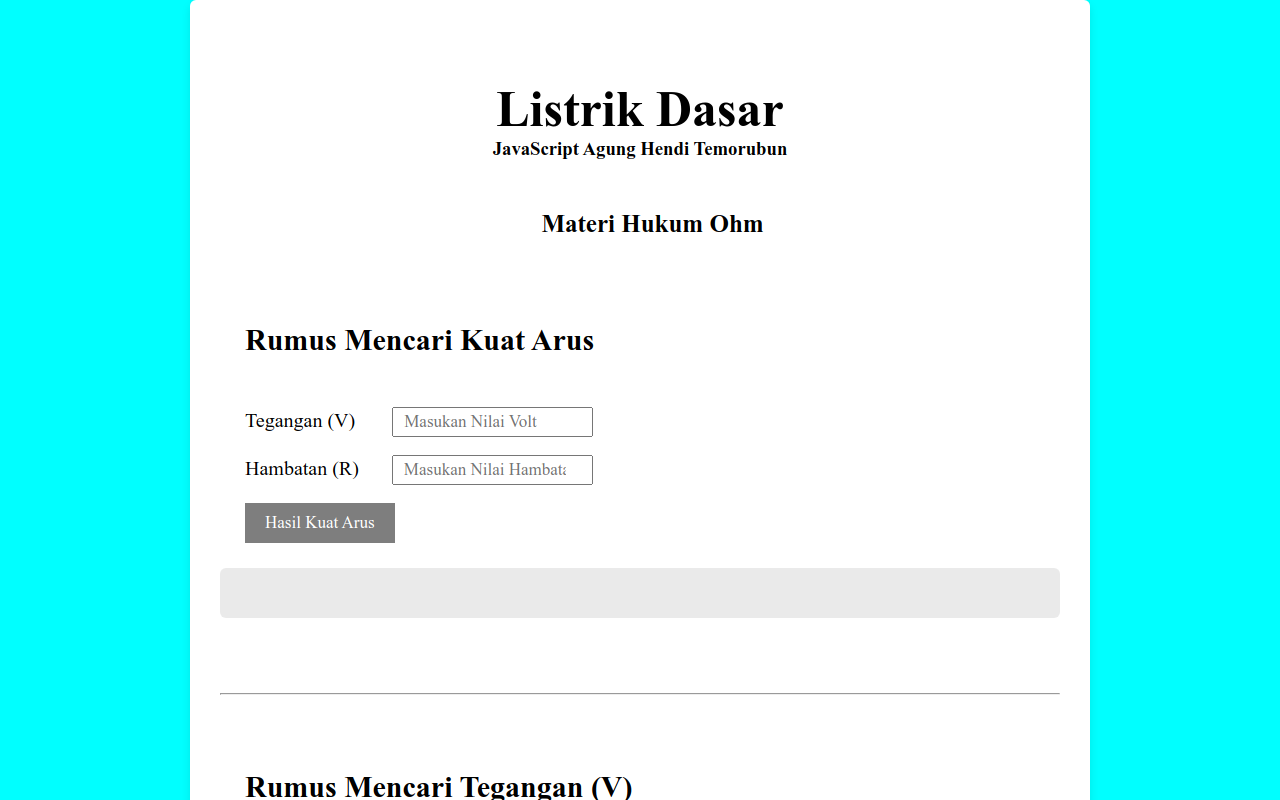 Listrik Dasar
JavaScript Agung Hendi Temorubun
Materi Hukum Ohm
Rumus Mencari Kuat Arus
Tegangan (V) Masukan Nilai Volt
Hambatan (R) Masukan Nilai Hambata
Hasil Kuat Arus
Rumus Mencari Tegangan (V)